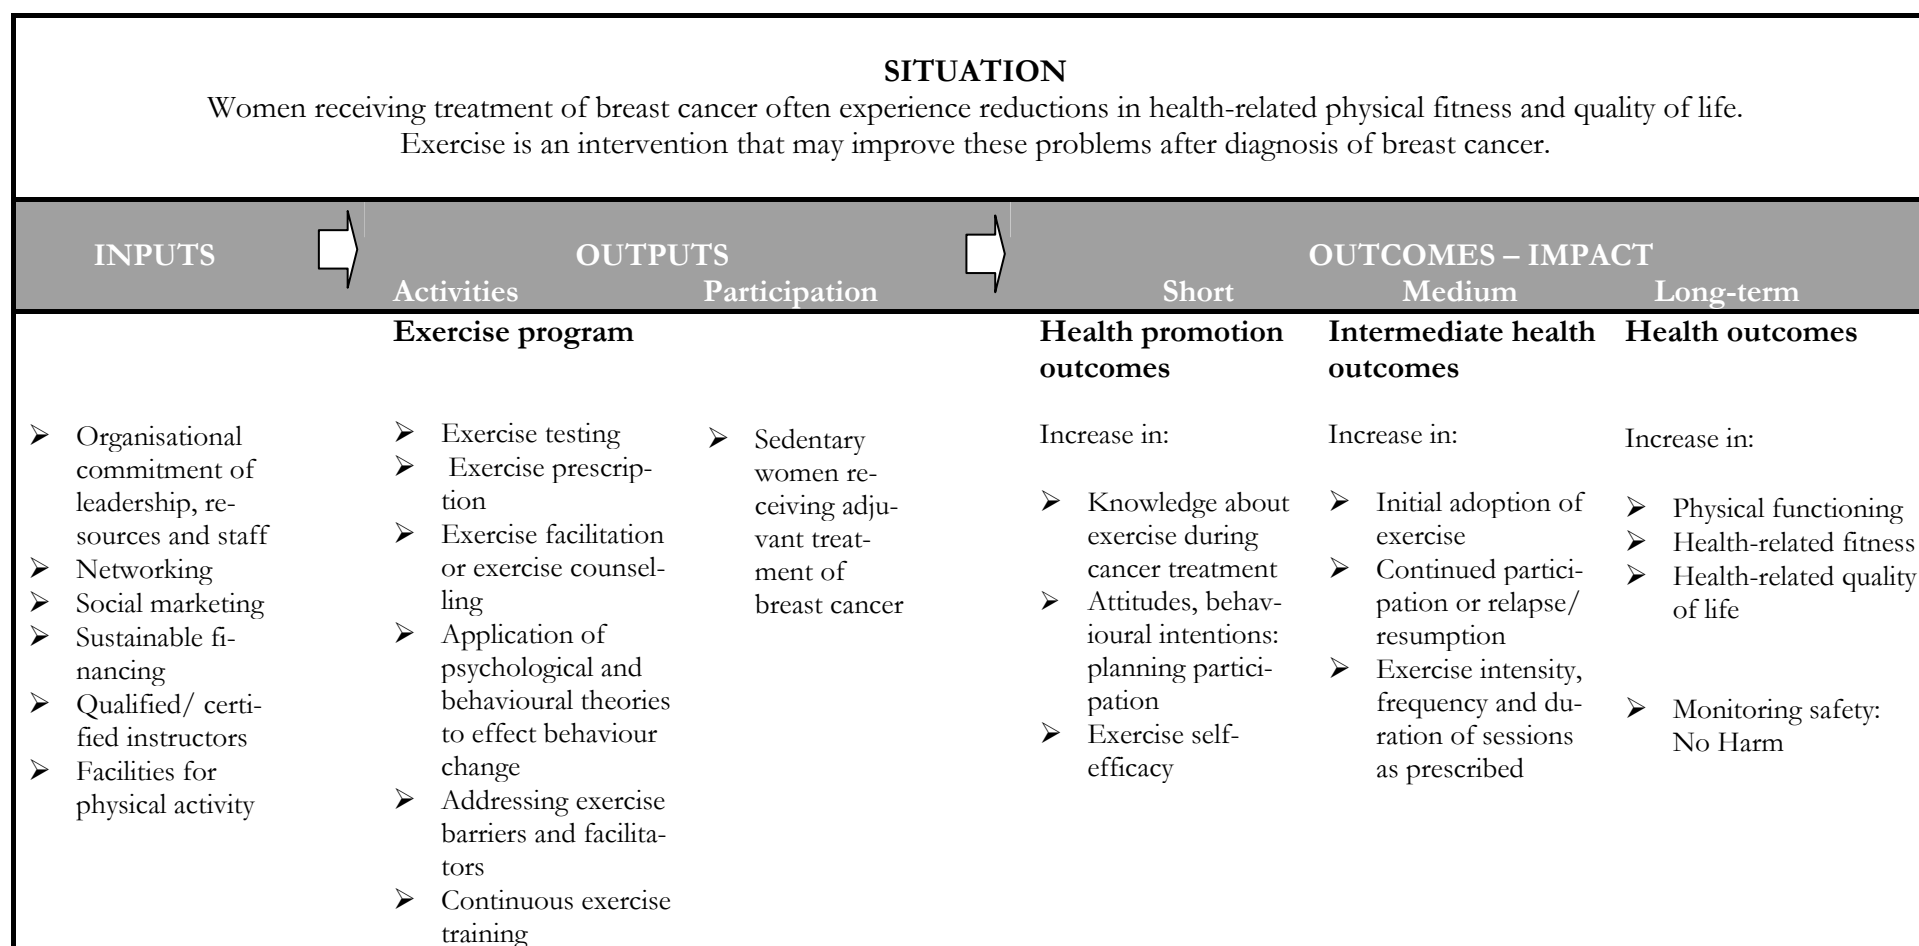 SITUATION
Women receiving treatment of breast cancer often experience reductions in health-related physical fitness and quality of life.
Exercise is an intervention that may improve these problems after diagnosis of breast cancer.
INPUTS
OUTPUTS
Activities
Participation
OUTCOMES – IMPACT
Short
Medium
Long-term
➢ Organisational
commitment of
leadership, re-
sources and staff
➢ Networking
➢ Social marketing
➢ Sustainable fi-
nancing
➢ Qualified/ certi-
fied instructors
➢ Facilities for
physical activity
Exercise program
➢ Exercise testing
➢ Exercise prescrip-
tion
➢ Exercise facilitation
or exercise counsel-
ling
➢ Application of
psychological and
behavioural theories
to effect behaviour
change
➢ Addressing exercise
barriers and facilita-
tors
➢ Continuous exercise
training
➢ Sedentary
women re-
ceiving adju-
vant treat-
ment of
breast cancer
Health promotion
outcomes
Increase in:
➢ Knowledge about
exercise during
cancer treatment
➢ Attitudes, behav-
ioural intentions:
planning partici-
pation
➢ Exercise self-
efficacy
Intermediate health
outcomes
Increase in:
➢ Initial adoption of
exercise
➢ Continued partici-
pation or relapse/
resumption
➢ Exercise intensity,
frequency and du-
ration of sessions
as prescribed
Health outcomes
Increase in:
➢ Physical functioning
➢ Health-related fitness
➢ Health-related quality
of life
➢ Monitoring safety:
No Harm